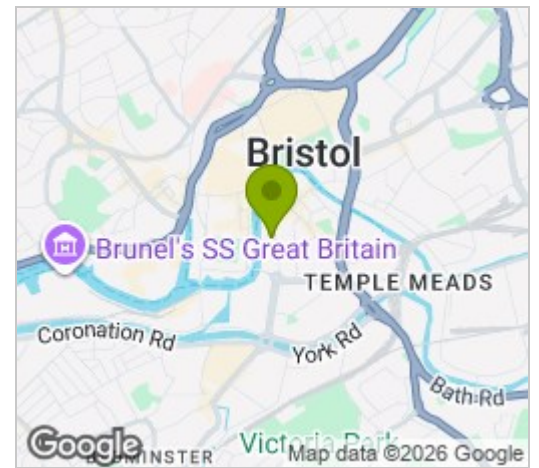 Bristol
Brunel's SS Great Britain
TEMPLE MEADS
Coronation Rd
York Rd
Bath Rd
Google
MINSTER
Victoria Park
Map data ©2026 Google